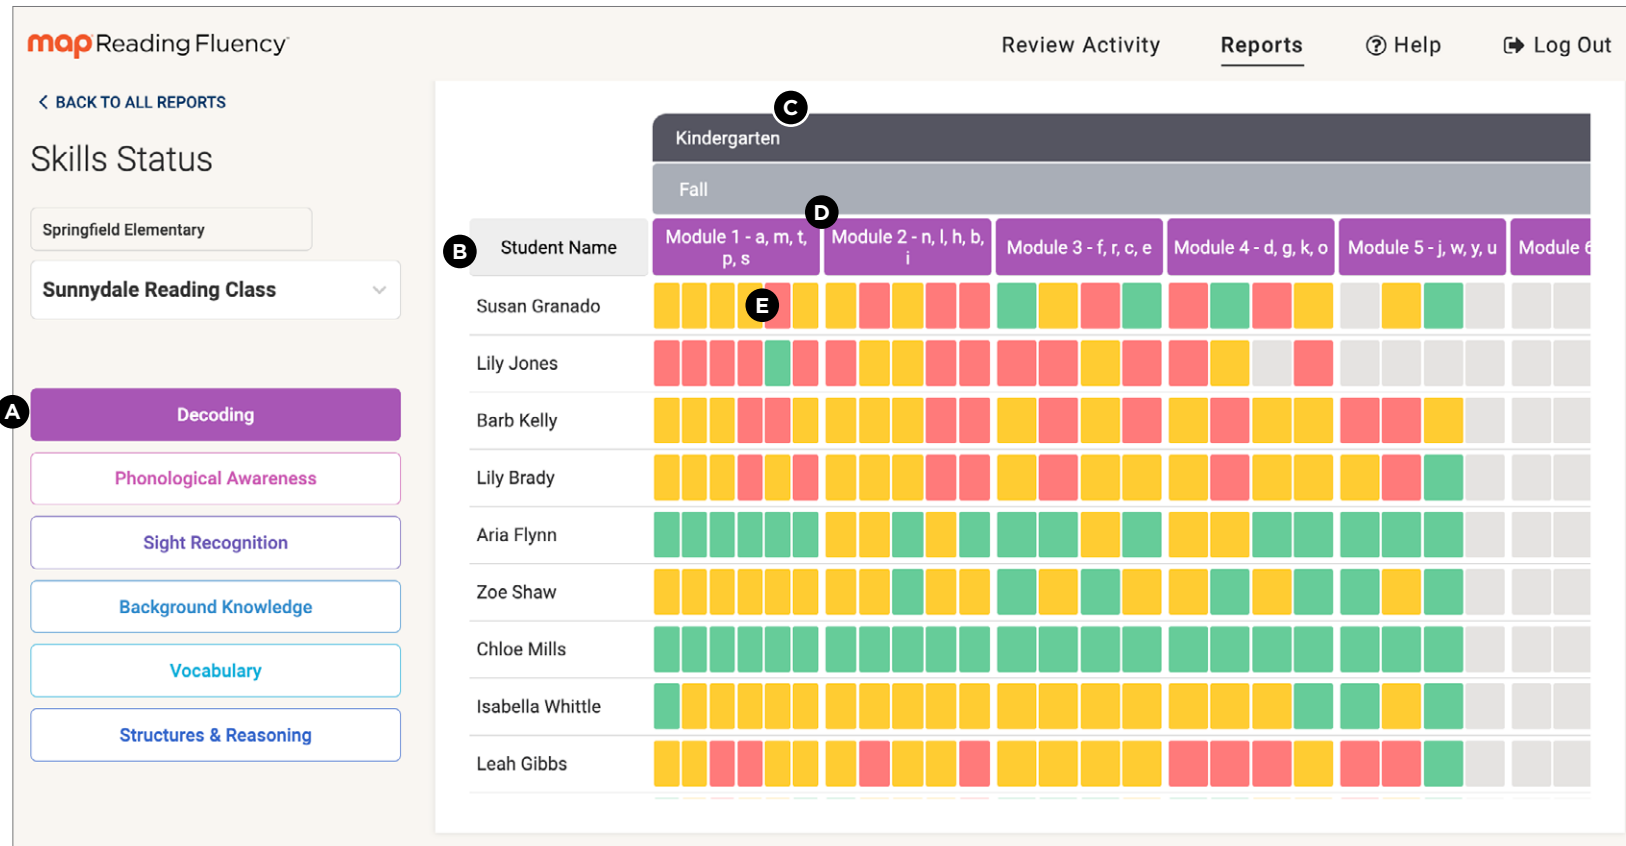 map Reading Fluency
Review Activity
Reports
Help
Log Out
BACK TO ALL REPORTS
Skills Status
Springfield Elementary
Sunnydale Reading Class
A
Decoding
Phonological Awareness
Sight Recognition
Background Knowledge
Vocabulary
Structures & Reasoning
C
Kindergarten
Fall
D
B
Student Name
Module 1 - a, m, t,
p, s
Module 2 - n, l, h, b,
i
Module 3 - f, r, c, e
Module 4 - d, g, k, o
Module 5 - j, w, y, u
Module 6
E
Susan Granado
Lily Jones
Barb Kelly
Lily Brady
Aria Flynn
Zoe Shaw
Chloe Mills
Isabella Whittle
Leah Gibbs